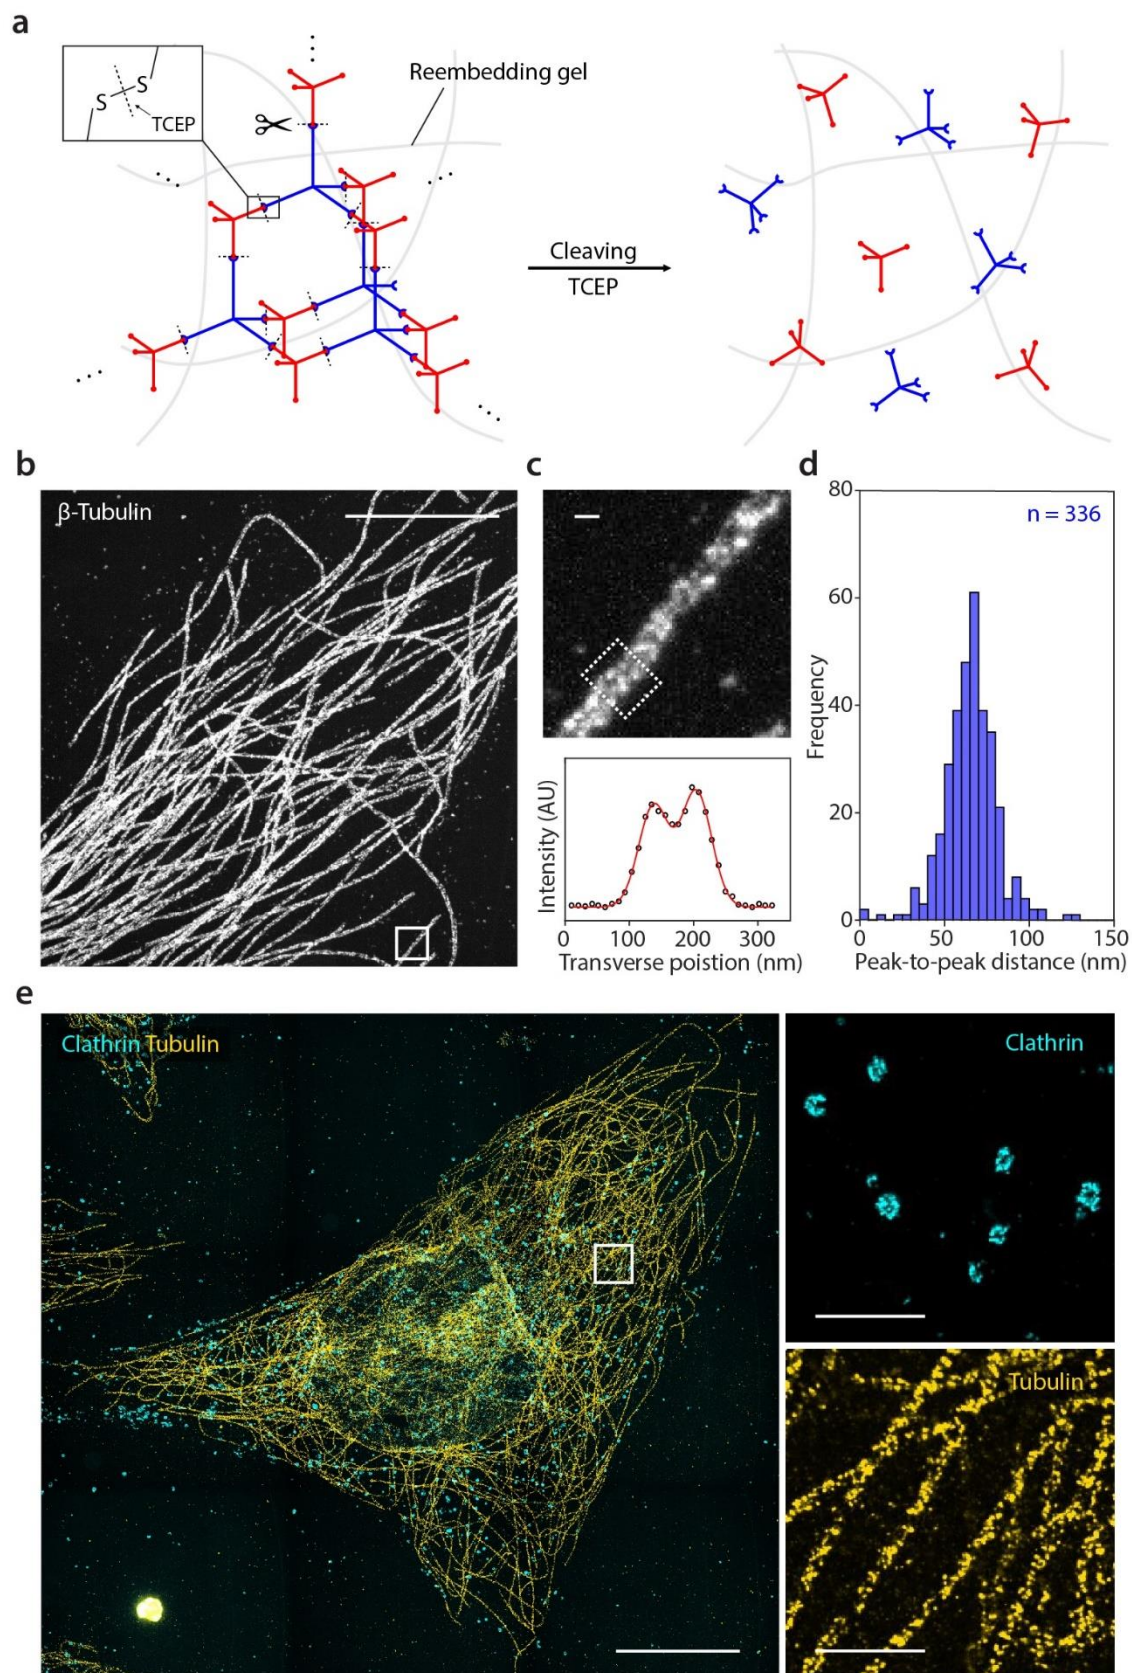 a
S
S
TCEP
Reembedding gel
Cleaving
TCEP
b
β-Tubulin
c
Intensity (AU)
0 100 200 300
Transverse poistion (nm)
d
n = 336
Frequency
80
60
40
20
0
0 50 100 150
Peak-to-peak distance (nm)
e
Clathrin Tubulin
Clathrin
Tubulin